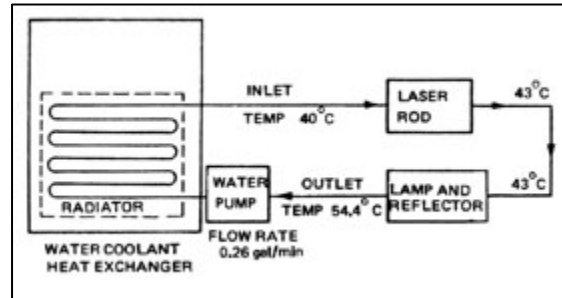 INLET
TEMP 40°C
LASER
ROD
43°C
43°C
OUTLET
TEMP 54.4°C
LAMP AND
REFLECTOR
WATER
PUMP
FLOW RATE
0.26 gal/min
RADIATOR
WATER COOLANT
HEAT EXCHANGER